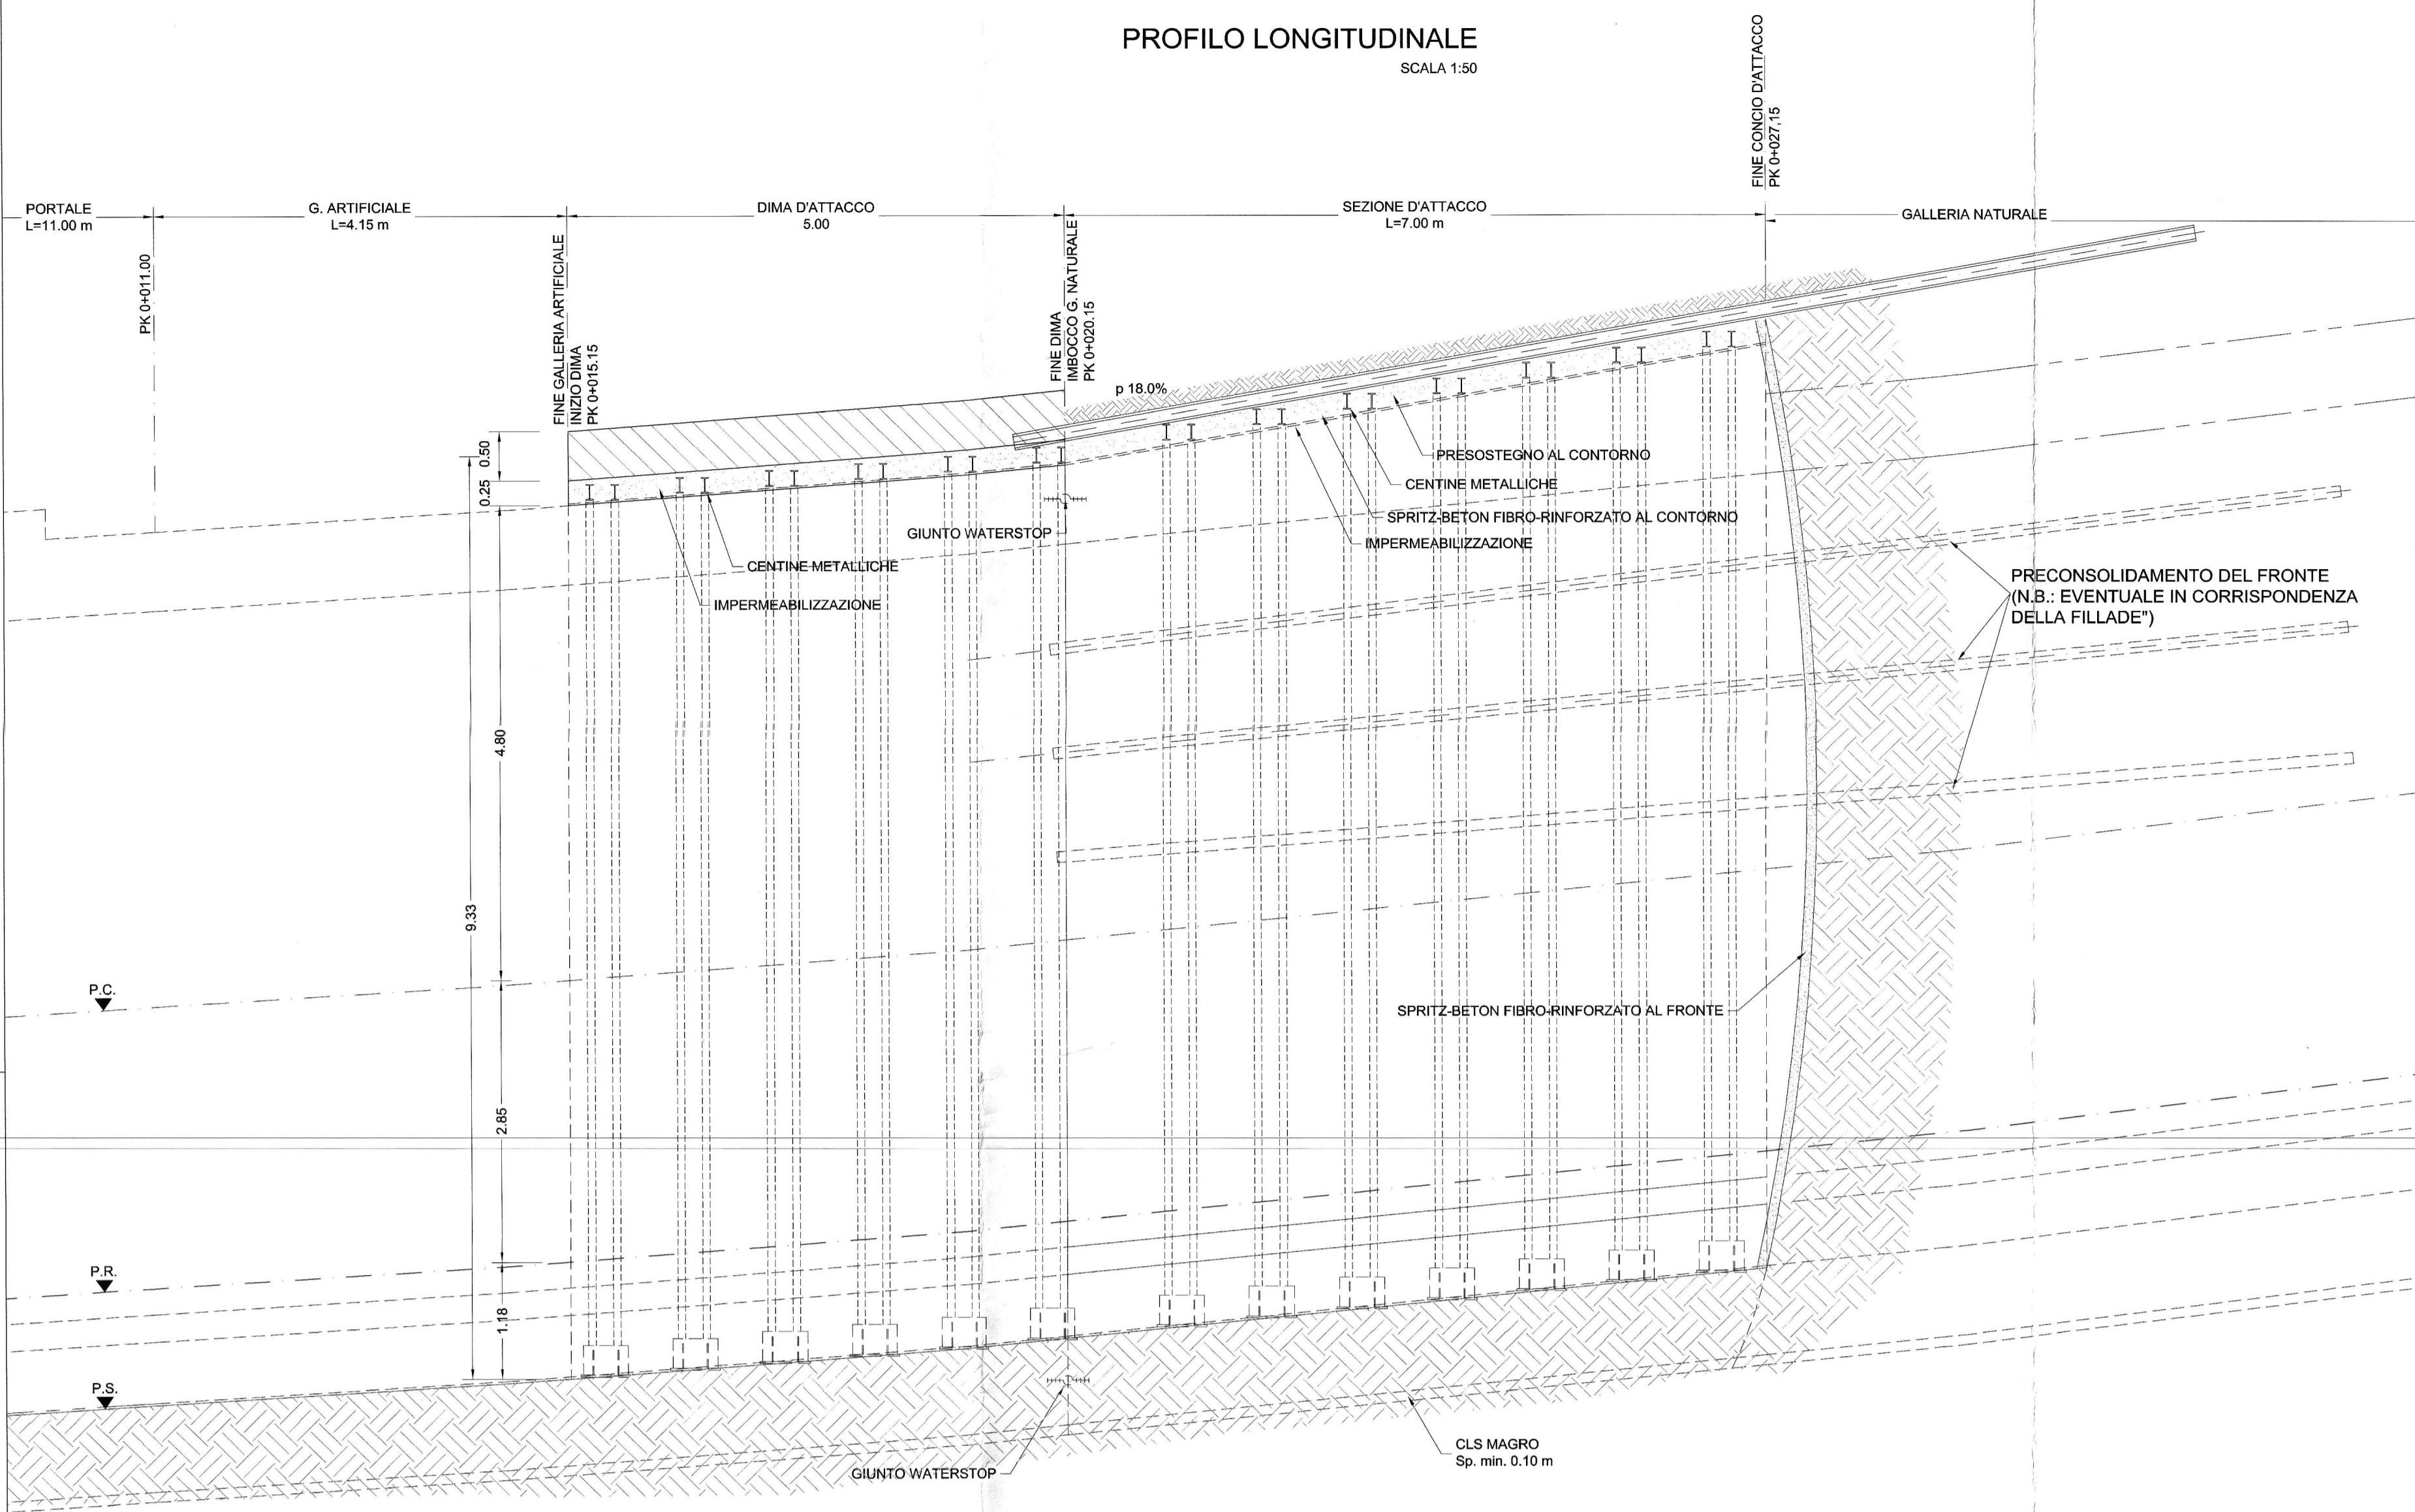 PROFILO LONGITUDINALE
SCALA 1:50
PORTALE
L=11.00 m
G. ARTIFICIALE
L=4.15 m
DIMA D'ATTACCO
5.00
SEZIONE D'ATTACCO
L=7.00 m
GALLERIA NATURALE
PK 0+011.00
FINE GALLERIA ARTIFICIALE
INIZIO DIMA
PK 0+015.15
FINE DIMA
IMBOCCO G. NATURALE
PK 0+020.15
FINE CONCIO D'ATTACCO
PK 0+027,15
p 18.0%
0.50
0.25
4.80
9.33
2.85
1.18
PRESOSTEGNO AL CONTORNO
CENTINE METALLICHE
SPRITZ-BETON FIBRO-RINFORZATO AL CONTORNO
IMPERMEABILIZZAZIONE
GIUNTO WATERSTOP
CENTINE METALLICHE
IMPERMEABILIZZAZIONE
PRECONSOLIDAMENTO DEL FRONTE
(N.B.: EVENTUALE IN CORRISPONDENZA
DELLA FILLADE")
P.C.
SPRITZ-BETON FIBRO-RINFORZATO AL FRONTE
P.R.
P.S.
CLS MAGRO
Sp. min. 0.10 m
GIUNTO WATERSTOP